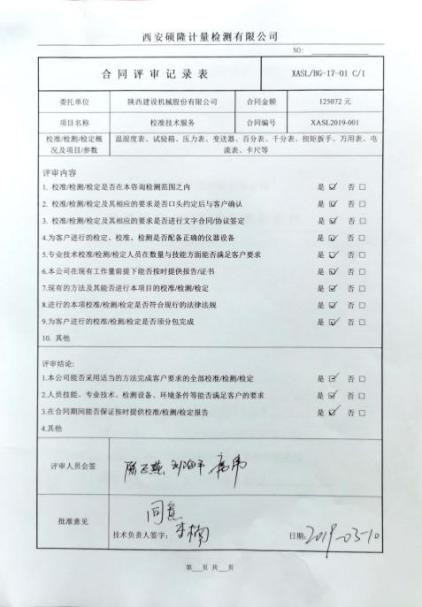 西安硕隆计量检测有限公司
NO:
合同评审记录表 XASL/BG-17-01 C/1
委托单位 陕西建设机械股份有限公司 合同金额 125072 元
项目名称 校准技术服务 合同编号 XASL2019-001
校准/检测/检定概况及项目/参数 温湿度表、试验箱、压力表、变送器、百分表、千分表、扭矩扳手、万用表、电流表、卡尺等
评审内容
1. 校准/检测/检定是否在本咨询检测范围之内 是 ☑ 否 □
2. 校准/检测/检定及其相应的要求是否口头约定后与客户确认 是 ☑ 否 □
3. 校准/检测/检定及其相应的要求是否进行文字合同/协议签定 是 ☑ 否 □
4.为客户进行的检定、校准、检测是否配备正确的仪器设备 是 ☑ 否 □
5.专业技术校准/检测/检定人员在数量与技能方面能否满足客户要求 是 ☑ 否 □
6.本公司在现有工作量前提下能否按时提供报告/证书 是 ☑ 否 □
7.现有的方法及其能否进行本项目的校准/检测/检定 是 ☑ 否 □
8.进行的本项校准/检测/检定是否符合现行的法律法规 是 ☑ 否 □
9.为客户进行的校准/检测/检定是否须分包完成 是 ☑ 否 □
10. 其他
评审结论:
1.本公司能否采用适当的方法完成客户要求的全部校准/检测/检定 是 ☑ 否 □
2.人员技能、专业技术、检测设备、环境条件等能否满足客户的要求 是 ☑ 否 □
3.在合同期间能否保证按时提供校准/检测/检定报告 是 ☑ 否 □
4.其他
评审人员会签
批准意见 同意
技术负责人签字: 李楠 日期: 2019-03-10
第__页 共__页